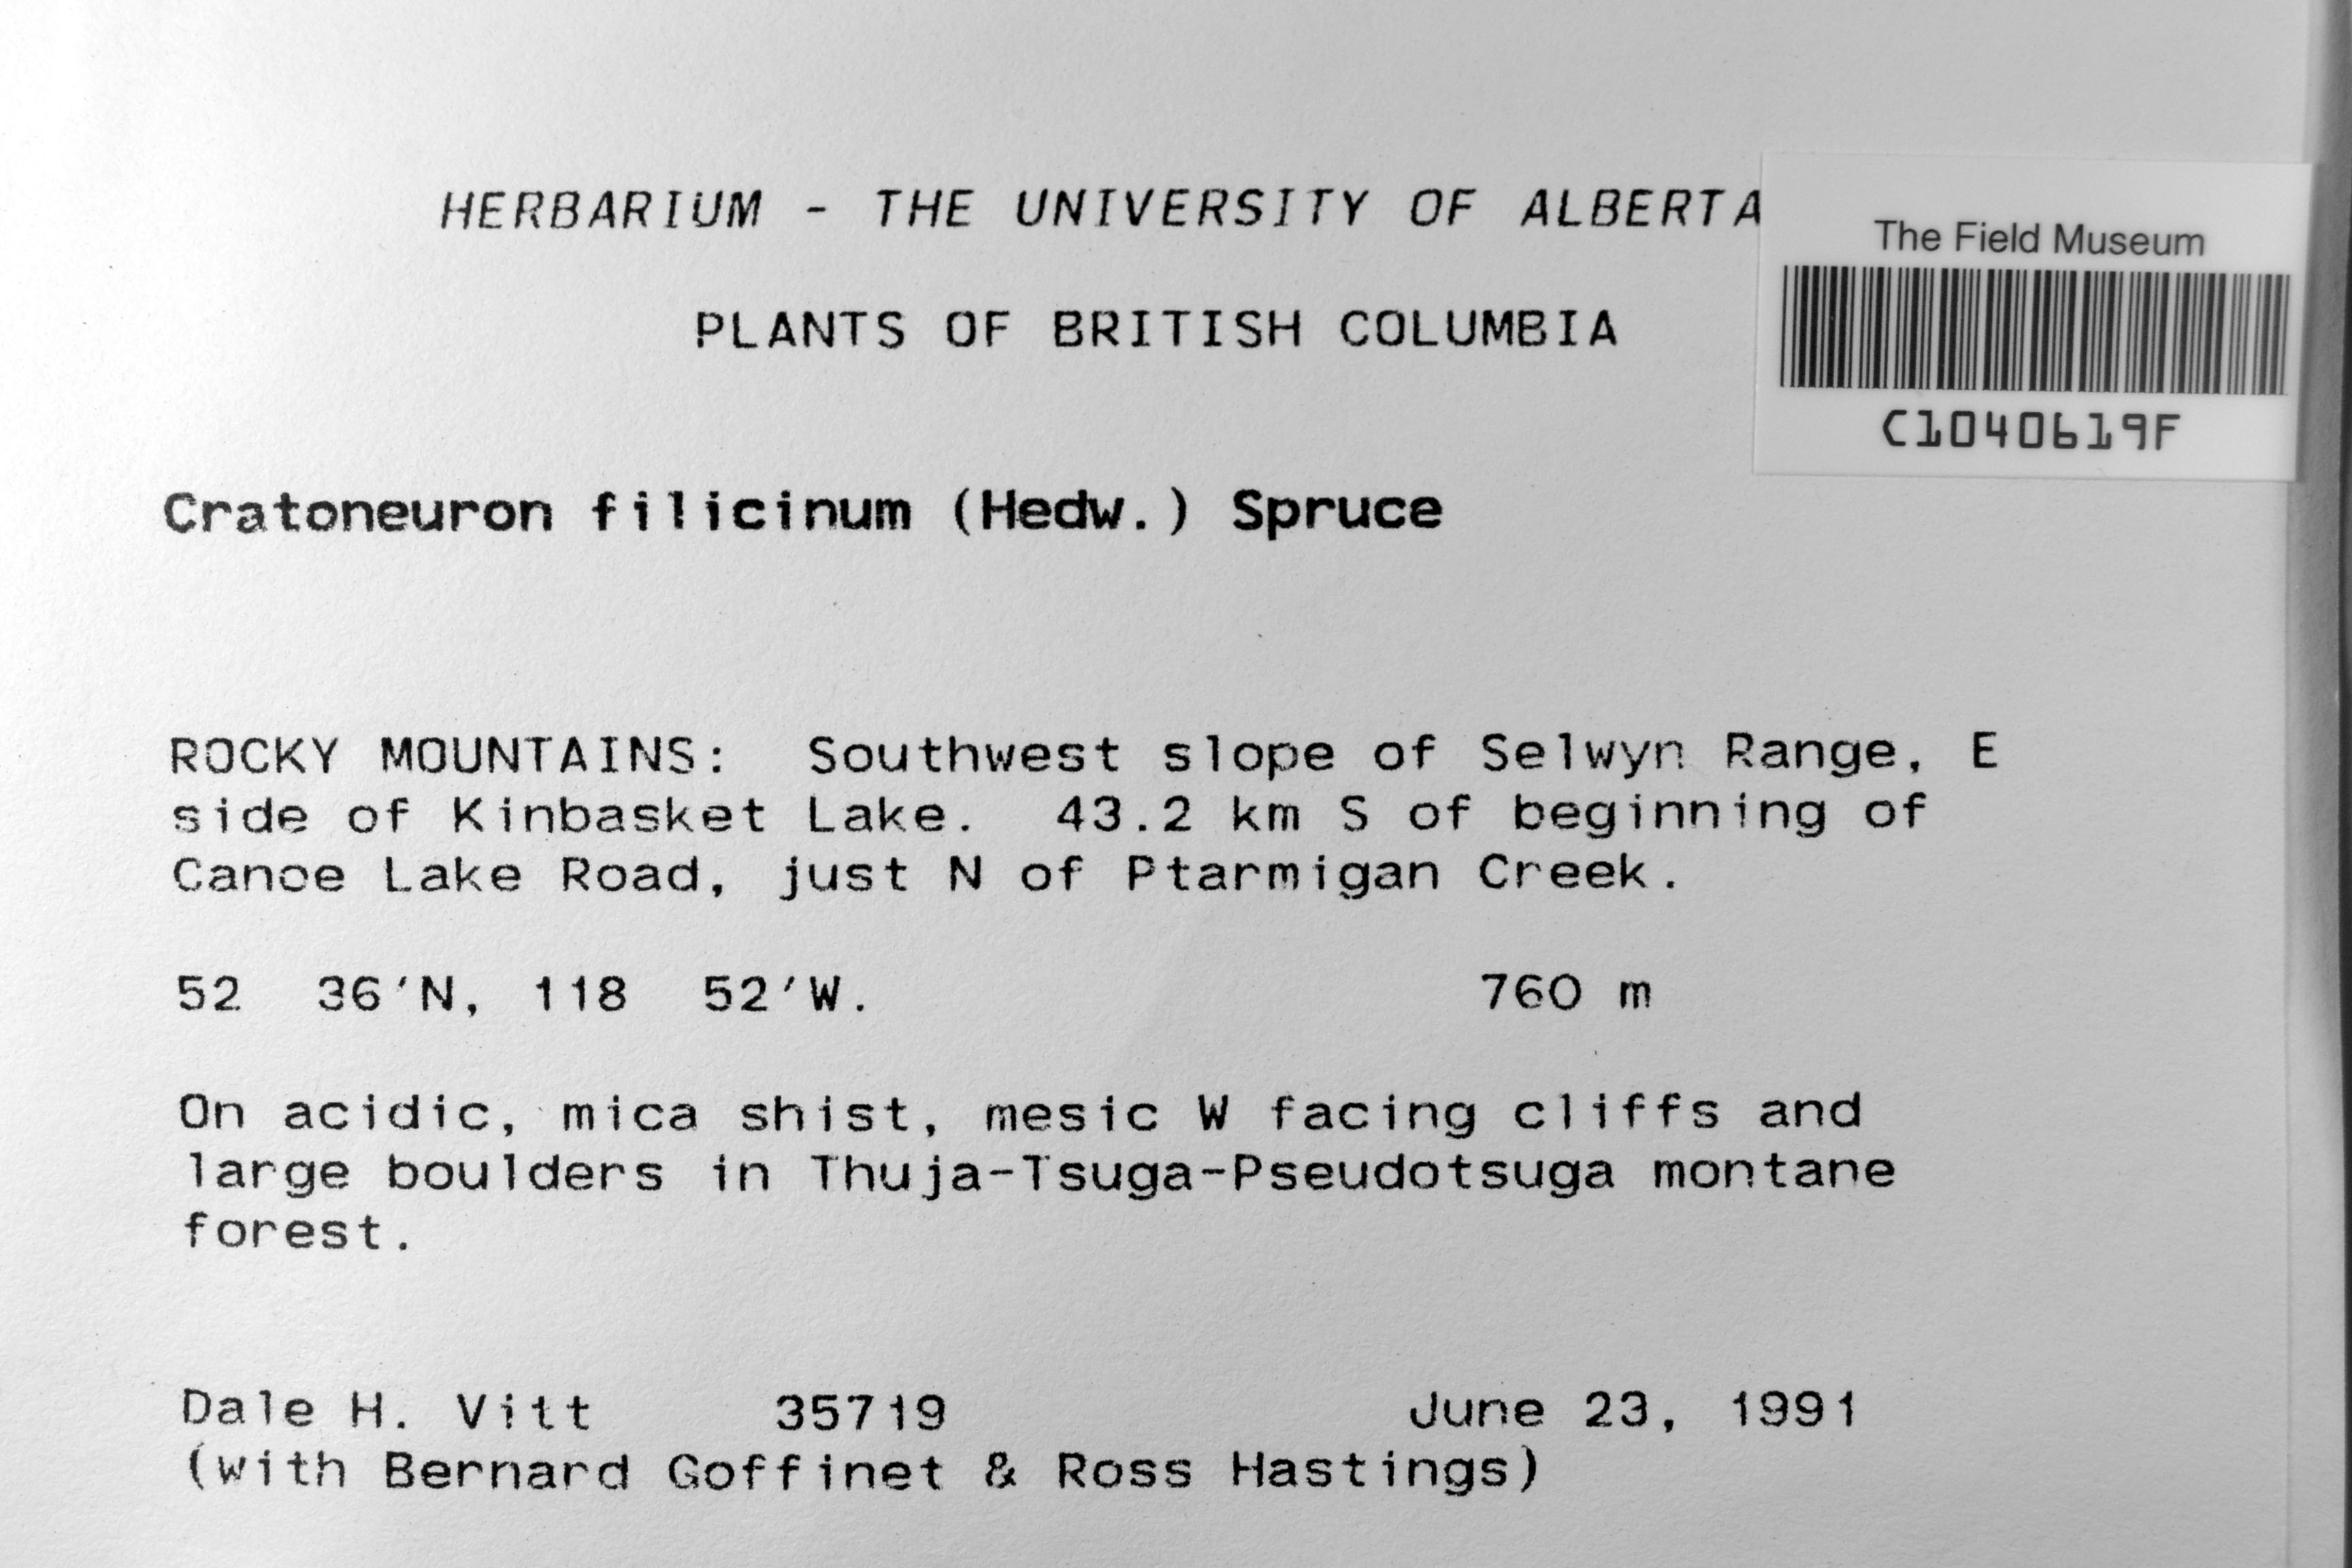 HERBARIUM - THE UNIVERSITY OF ALBERTA
The Field Museum
PLANTS OF BRITISH COLUMBIA
C1040619F
Cratoneuron filicinum (Hedw.) Spruce
ROCKY MOUNTAINS: Southwest slope of Selwyn Range, E
side of Kinbasket Lake. 43.2 km S of beginning of
Canoe Lake Road, just N of Ptarmigan Creek.
52 36'N, 118 52'W. 760 m
On acidic, mica shist, mesic W facing cliffs and
large boulders in Thuja-Tsuga-Pseudotsuga montane
forest.
Dale H. Vitt 35719 June 23, 1991
(with Bernard Goffinet & Ross Hastings)